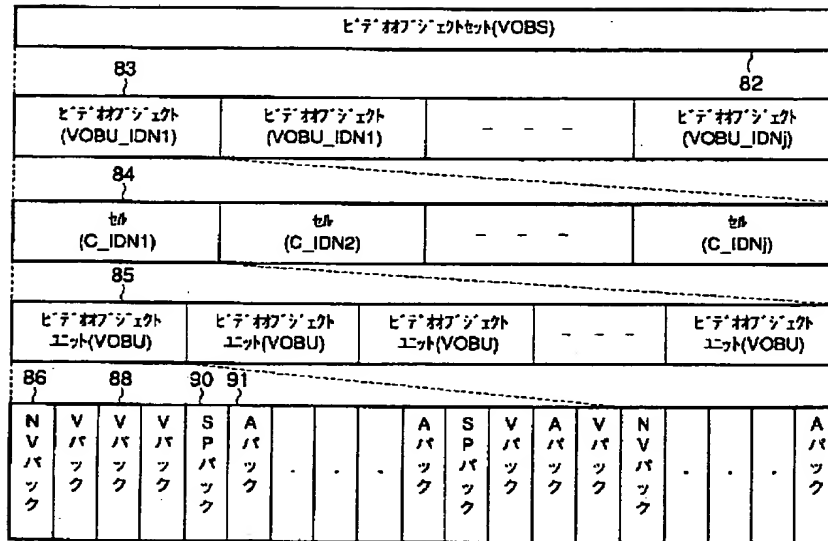 ビデオオブジェクトセット(VOBS)
83
82
ビデオオブジェクト
(VOBU_IDN1)
ビデオオブジェクト
(VOBU_IDN1)
- - -
ビデオオブジェクト
(VOBU_IDNj)
84
セル
(C_IDN1)
セル
(C_IDN2)
- - -
セル
(C_IDNj)
85
ビデオオブジェクト
ユニット(VOBU)
ビデオオブジェクト
ユニット(VOBU)
ビデオオブジェクト
ユニット(VOBU)
- - -
ビデオオブジェクト
ユニット(VOBU)
86
88
90
91
NVパック
Vパック
Vパック
Vパック
SPパック
Aパック
・
・
・
Aパック
SPパック
Vパック
Aパック
Vパック
NVパック
・
・
・
Aパック